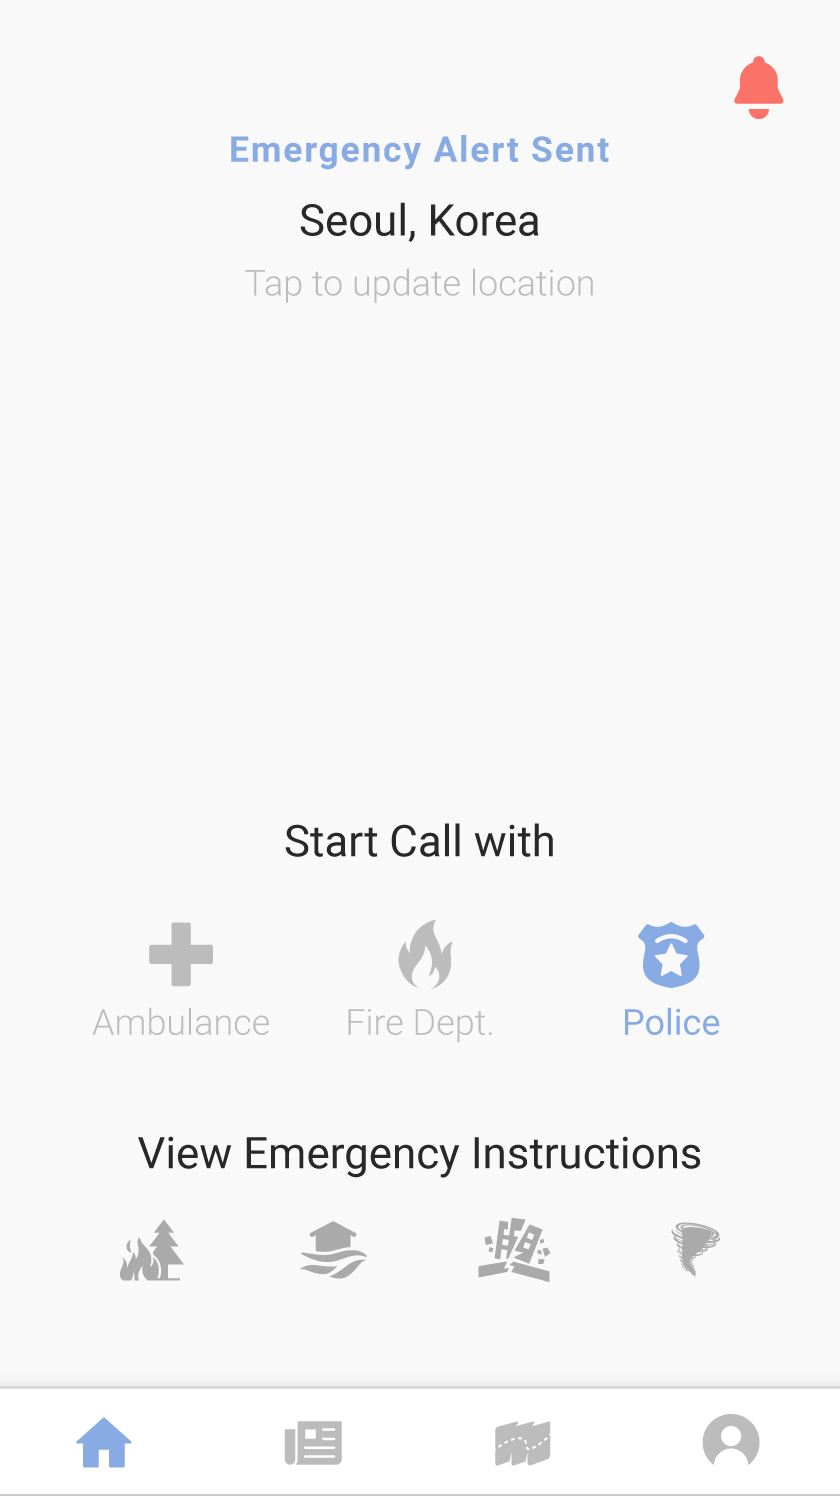 Emergency Alert Sent
Seoul, Korea
Tap to update location
Start Call with
Ambulance Fire Dept. Police
View Emergency Instructions